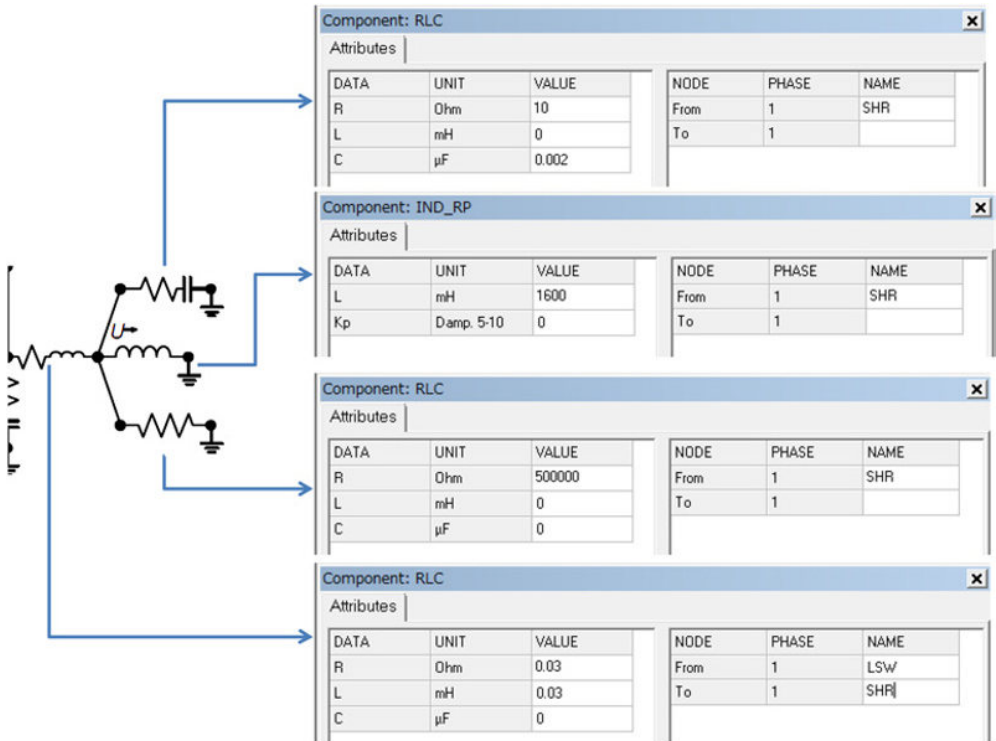 Component: RLC
Attributes
DATA UNIT VALUE NODE PHASE NAME
R Ohm 10 From 1 SHR
L mH 0 To 1
C µF 0.002
Component: IND_RP
Attributes
DATA UNIT VALUE NODE PHASE NAME
L mH 1600 From 1 SHR
Kp Damp. 5-10 0 To 1
U
Component: RLC
Attributes
DATA UNIT VALUE NODE PHASE NAME
R Ohm 500000 From 1 SHR
L mH 0 To 1
C µF 0
Component: RLC
Attributes
DATA UNIT VALUE NODE PHASE NAME
R Ohm 0.03 From 1 LSW
L mH 0.03 To 1 SHR
C µF 0